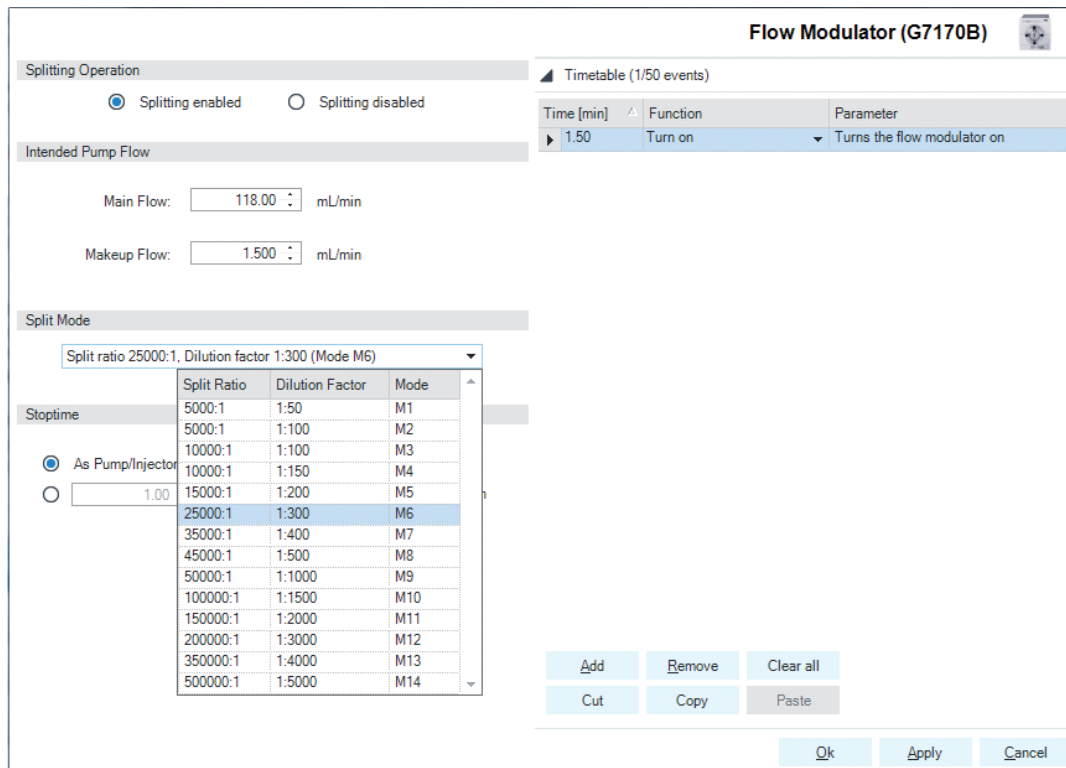 Flow Modulator (G7170B)
Splitting Operation
Splitting enabled Splitting disabled
Intended Pump Flow
Main Flow: 118.00 mL/min
Makeup Flow: 1.500 mL/min
Split Mode
Split ratio 25000:1, Dilution factor 1:300 (Mode M6)
Split Ratio Dilution Factor Mode
5000:1 1:50 M1
5000:1 1:100 M2
10000:1 1:100 M3
10000:1 1:150 M4
15000:1 1:200 M5
25000:1 1:300 M6
35000:1 1:400 M7
45000:1 1:500 M8
50000:1 1:1000 M9
100000:1 1:1500 M10
150000:1 1:2000 M11
200000:1 1:3000 M12
350000:1 1:4000 M13
500000:1 1:5000 M14
Stoptime
As Pump/Injector
1.00
Timetable (1/50 events)
Time [min] Function Parameter
1.50 Turn on Turns the flow modulator on
Add Remove Clear all
Cut Copy Paste
Ok Apply Cancel